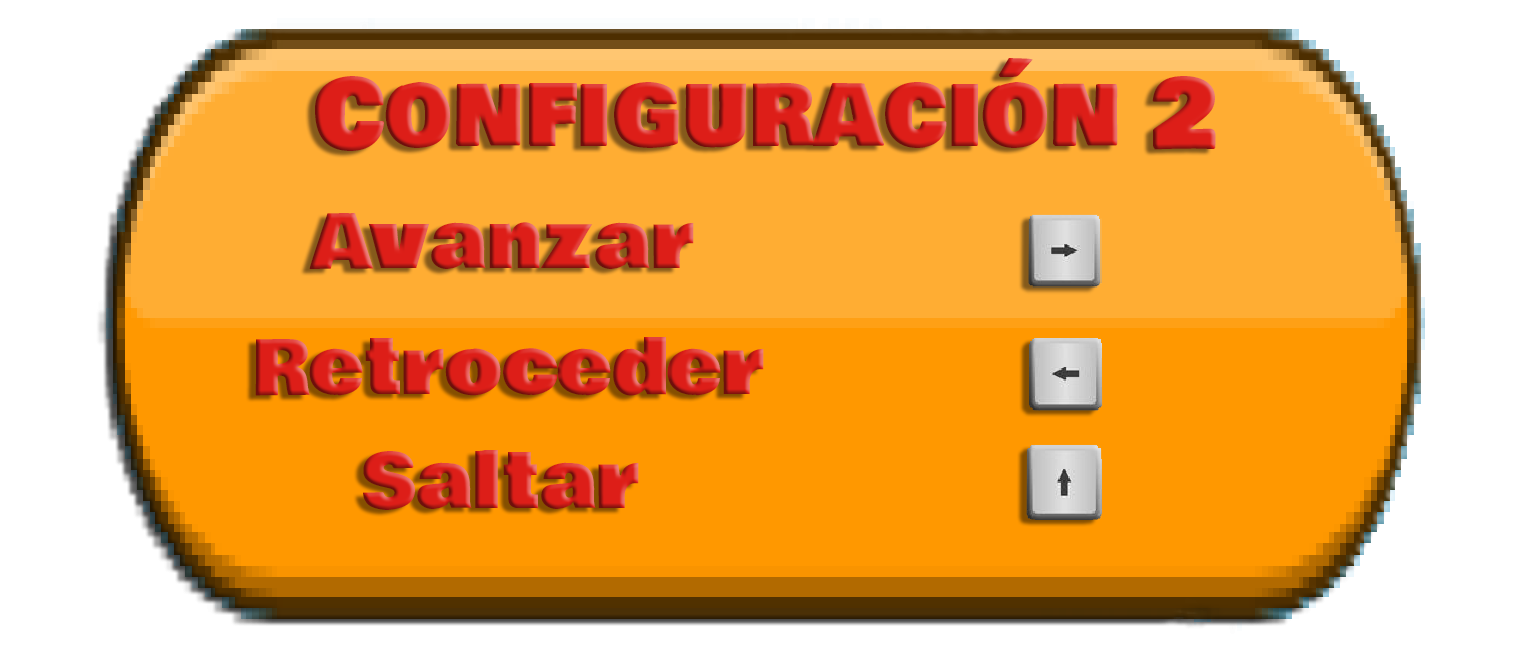 Configuración 2
Avanzar →
Retroceder ←
Saltar ↑